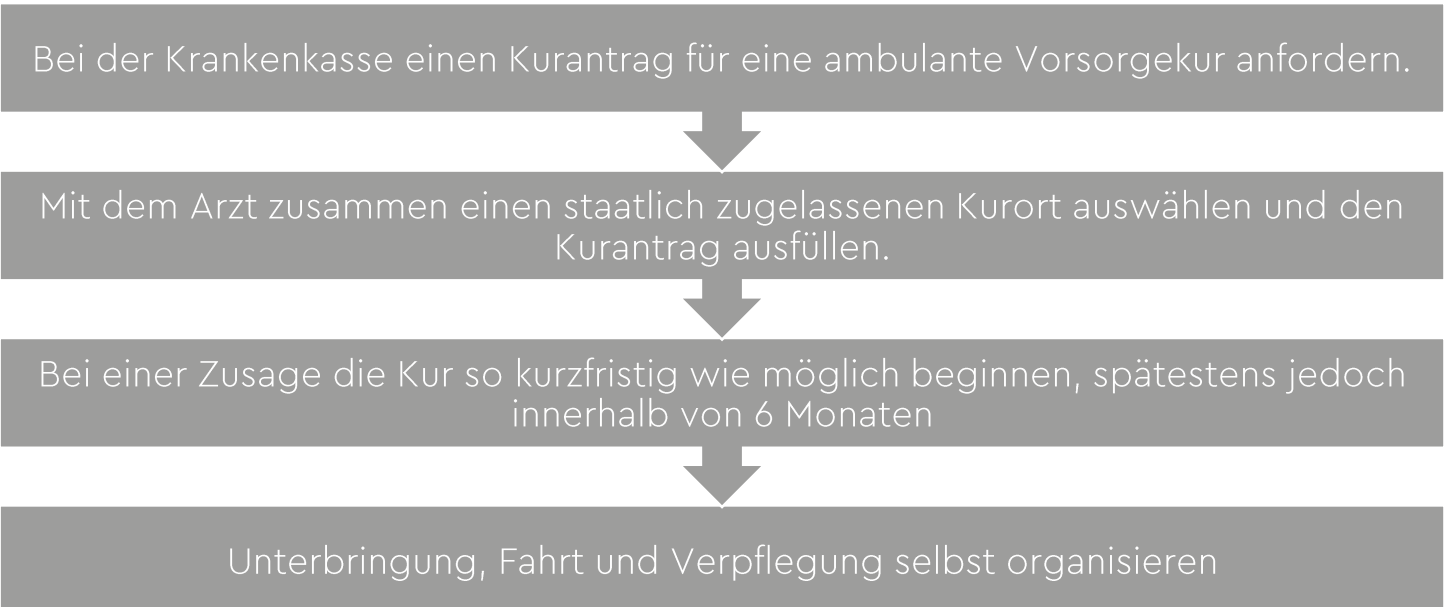 Bei der Krankenkasse einen Kurantrag für eine ambulante Vorsorgekur anfordern.
Mit dem Arzt zusammen einen staatlich zugelassenen Kurort auswählen und den
Kurantrag ausfüllen.
Bei einer Zusage die Kur so kurzfristig wie möglich beginnen, spätestens jedoch
innerhalb von 6 Monaten
Unterbringung, Fahrt und Verpflegung selbst organisieren